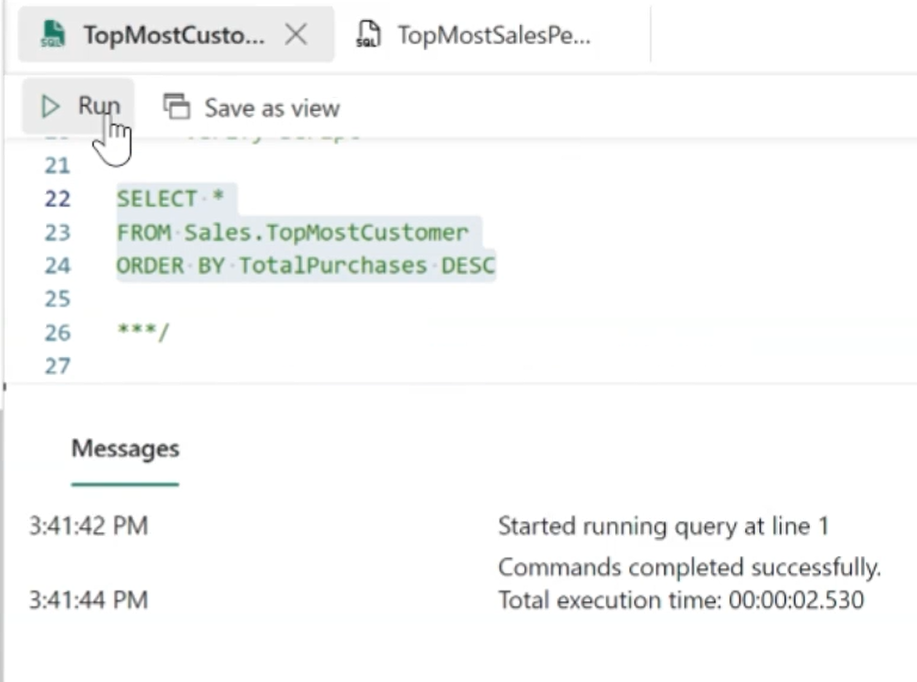 TopMostCusto...
TopMostSalesPe...
Run
Save as view
21
22 SELECT *
23 FROM Sales.TopMostCustomer
24 ORDER BY TotalPurchases DESC
25
26 ***/
27
Messages
3:41:42 PM Started running query at line 1
Commands completed successfully.
3:41:44 PM Total execution time: 00:00:02.530